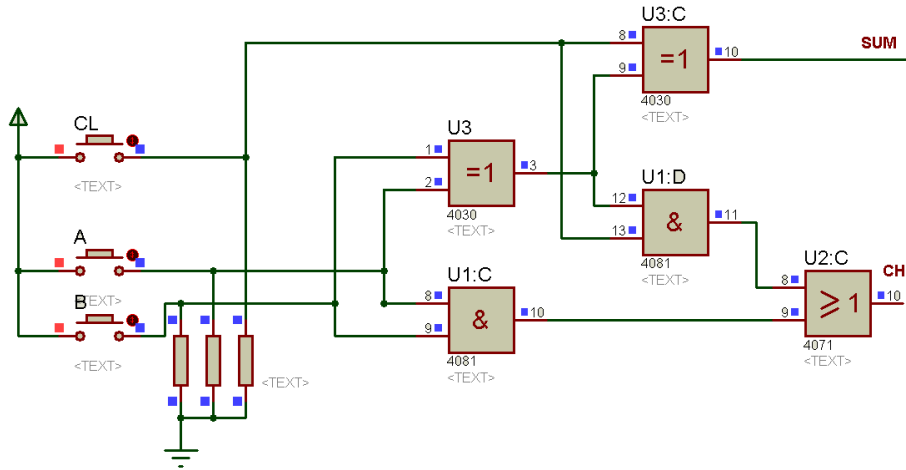 U3:C
8
9
=1
10
SUM
4030
<TEXT>
CL
<TEXT>
U3
1
2
=1
3
4030
<TEXT>
U1:D
12
13
&
11
4081
<TEXT>
A
<TEXT>
B
<TEXT>
U1:C
8
9
&
10
4081
<TEXT>
U2:C
8
9
≥1
10
CH
4071
<TEXT>
<TEXT>